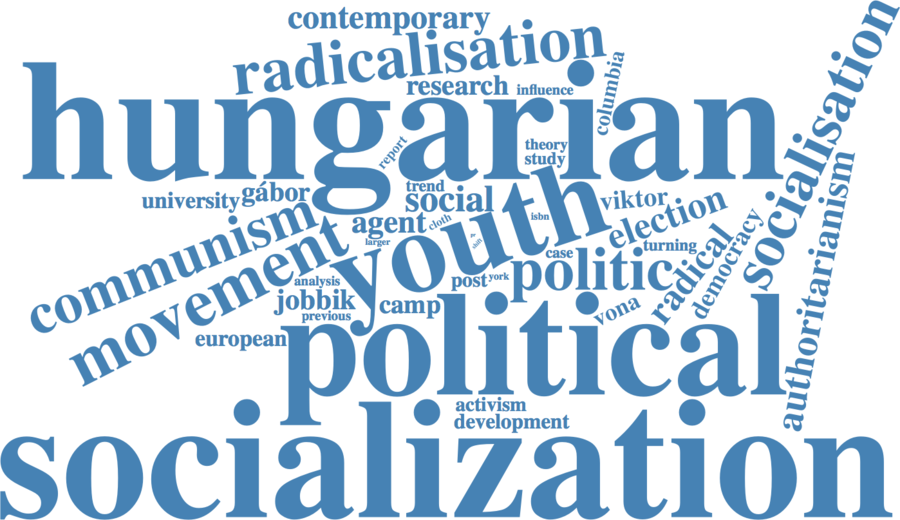 contemporary
radicalisation
research
influence
columbia
socialisation
hungarian
report
theory
study
authoritarianism
university
gábor
trend
social
youth
viktor
election
communism
agent
cloth
isbn
movement
larger
shift
case
turning
radical
democracy
analysis
post
york
politic
jobbik
camp
vona
previous
european
political
activism
development
socialization